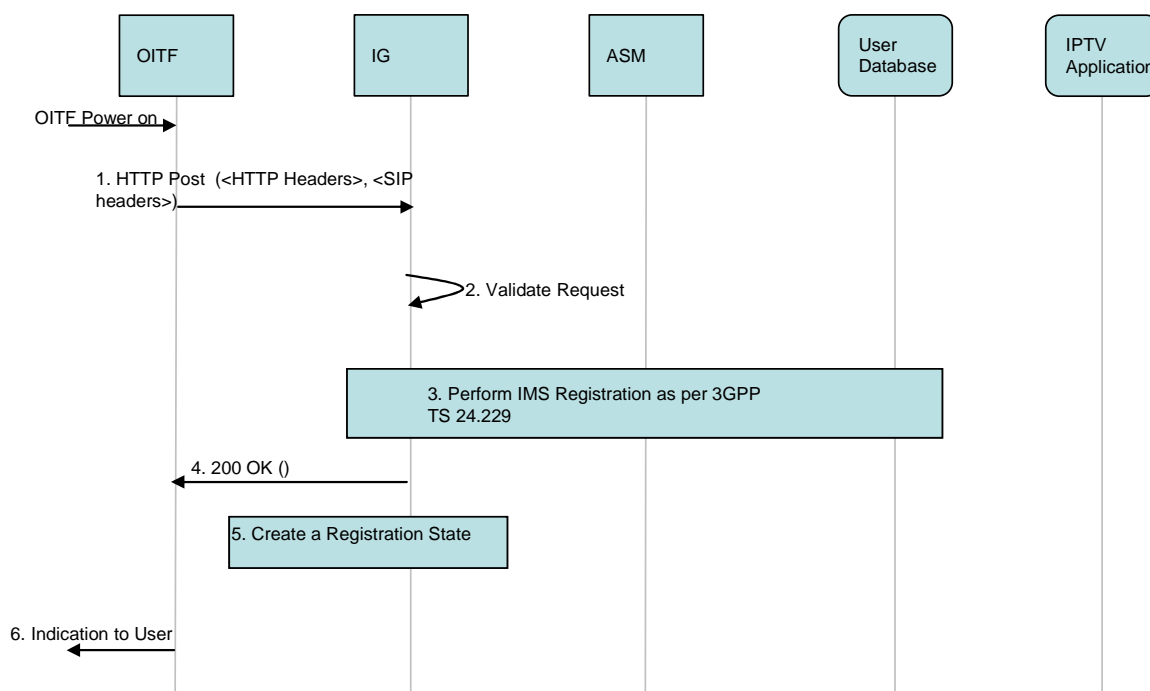 OITF
IG
ASM
User
Database
IPTV
Application
OITF Power on
1. HTTP Post (<HTTP Headers>, <SIP
headers>)
2. Validate Request
3. Perform IMS Registration as per 3GPP
TS 24.229
4. 200 OK ()
5. Create a Registration State
6. Indication to User